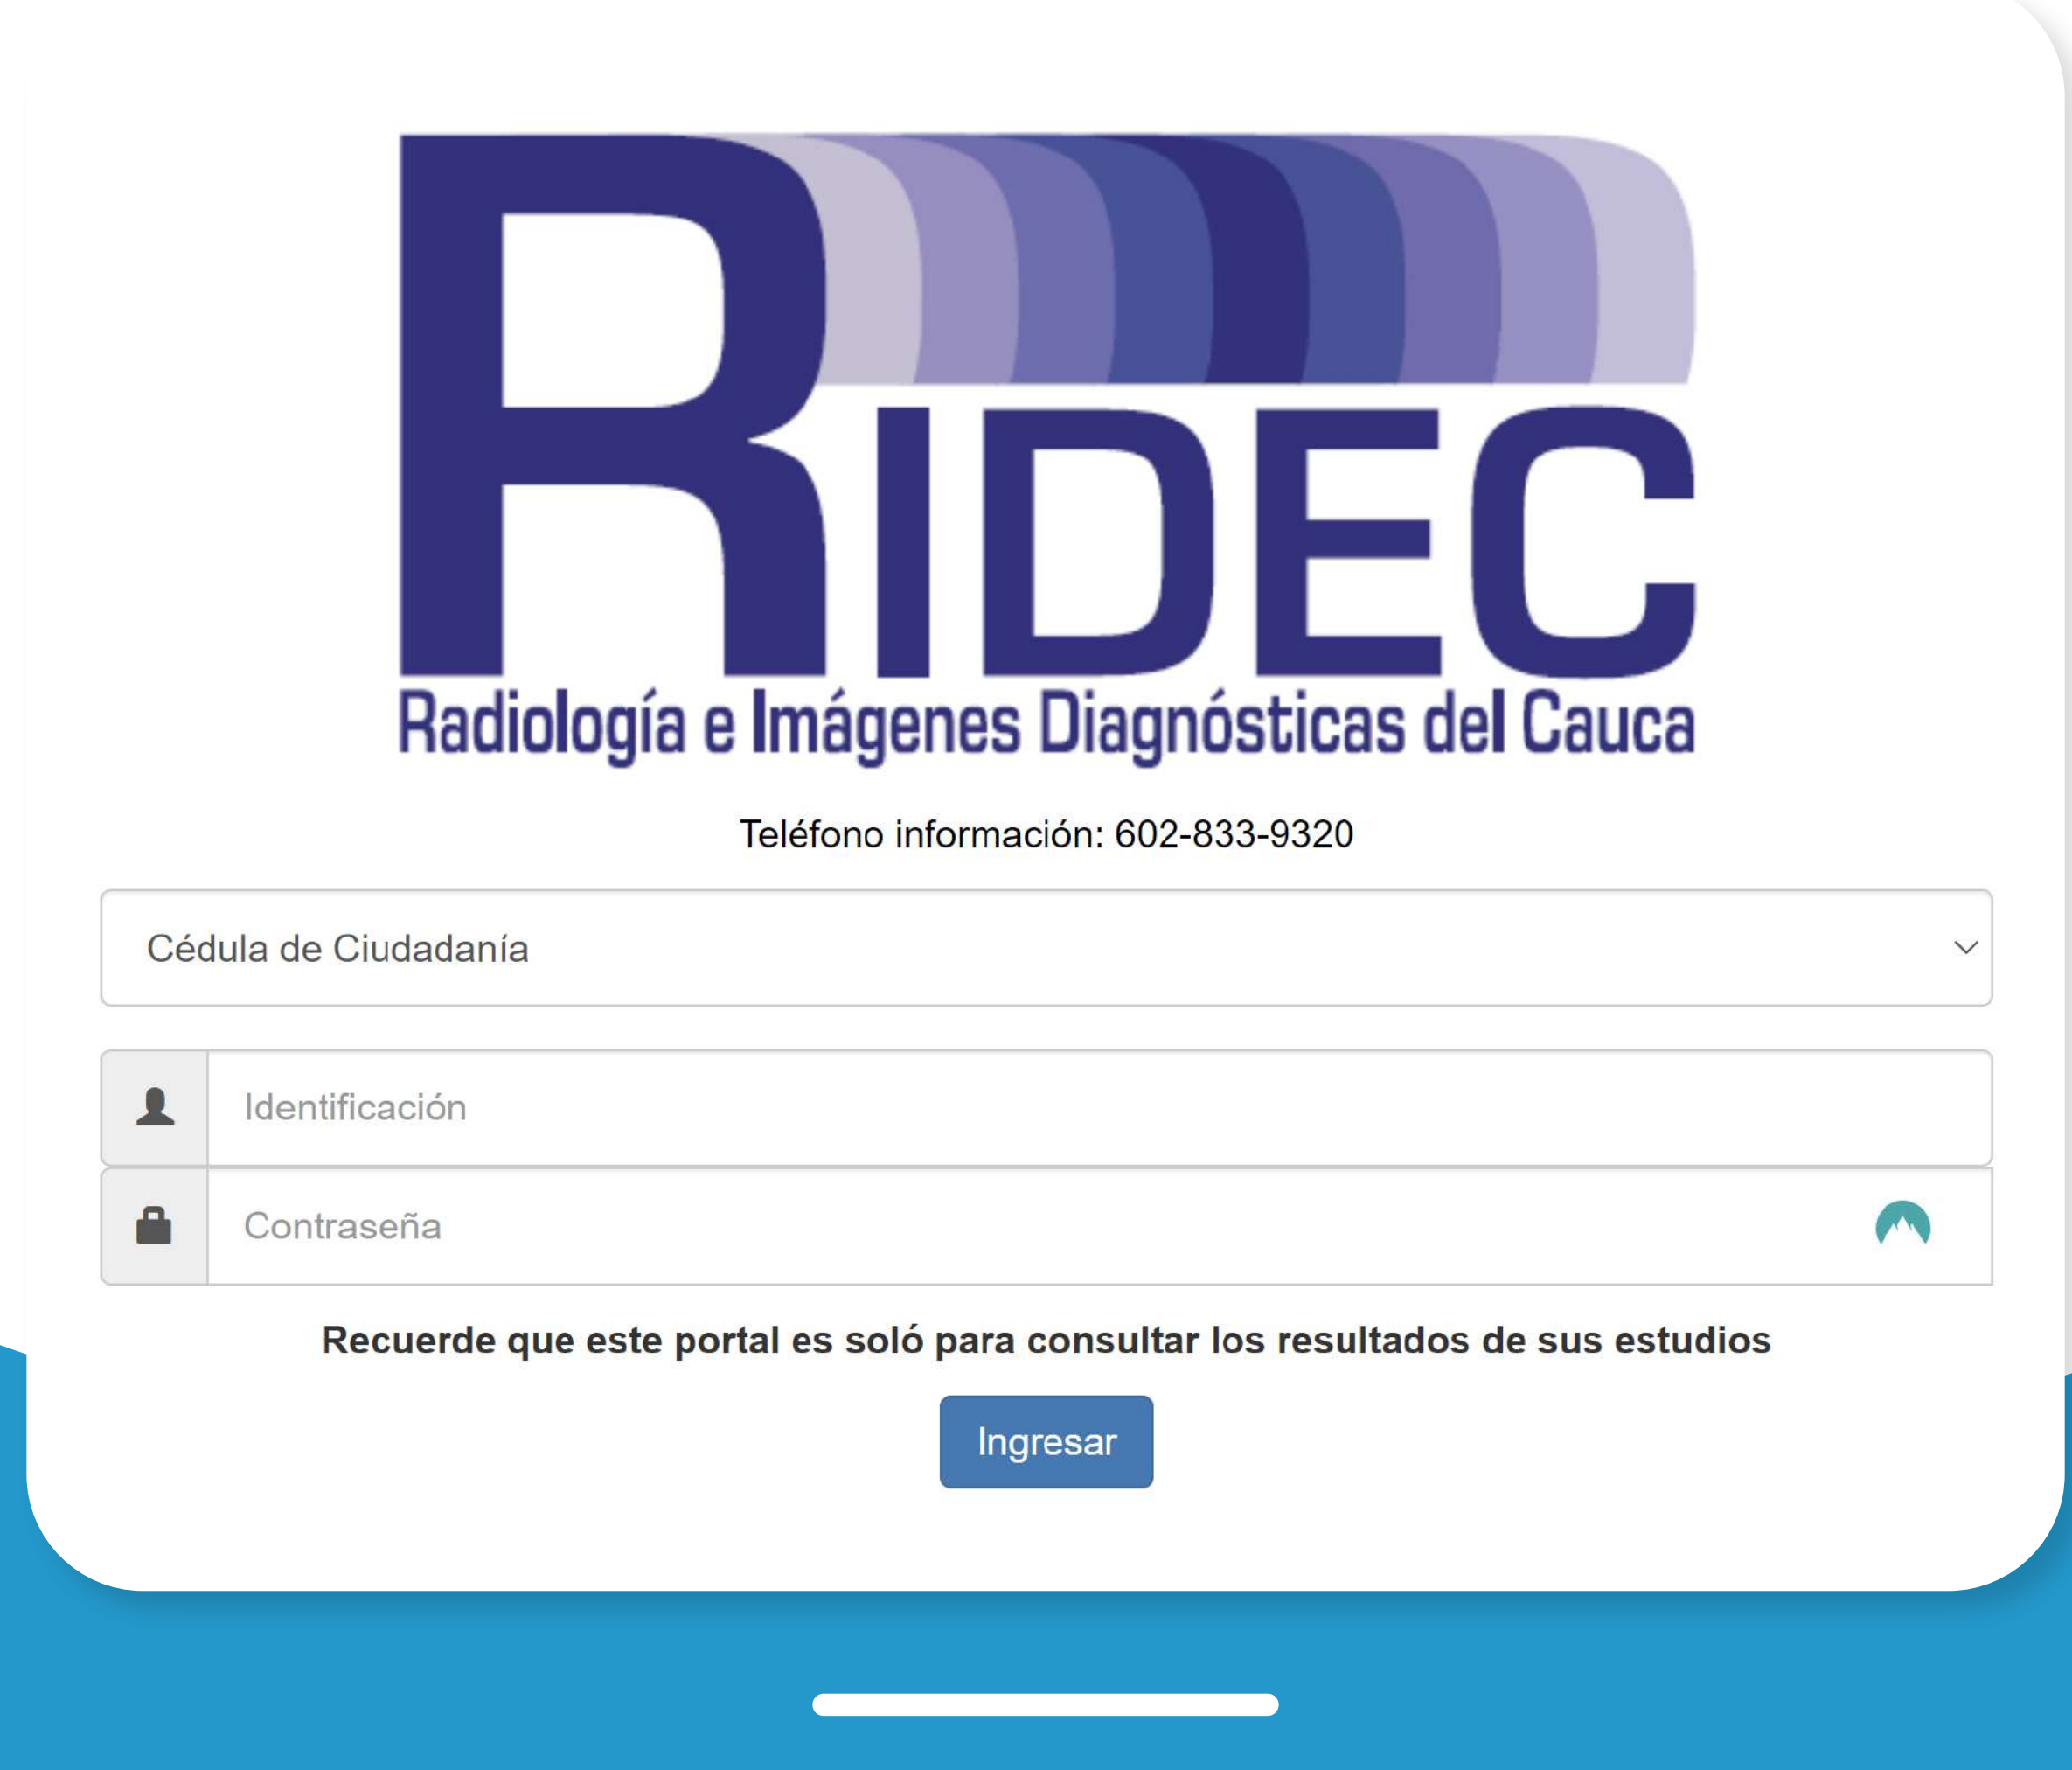 RIDEC
Radiología e Imágenes Diagnósticas del Cauca
Teléfono información: 602-833-9320
Cédula de Ciudadanía
Identificación
Contraseña
Recuerde que este portal es soló para consultar los resultados de sus estudios
Ingresar